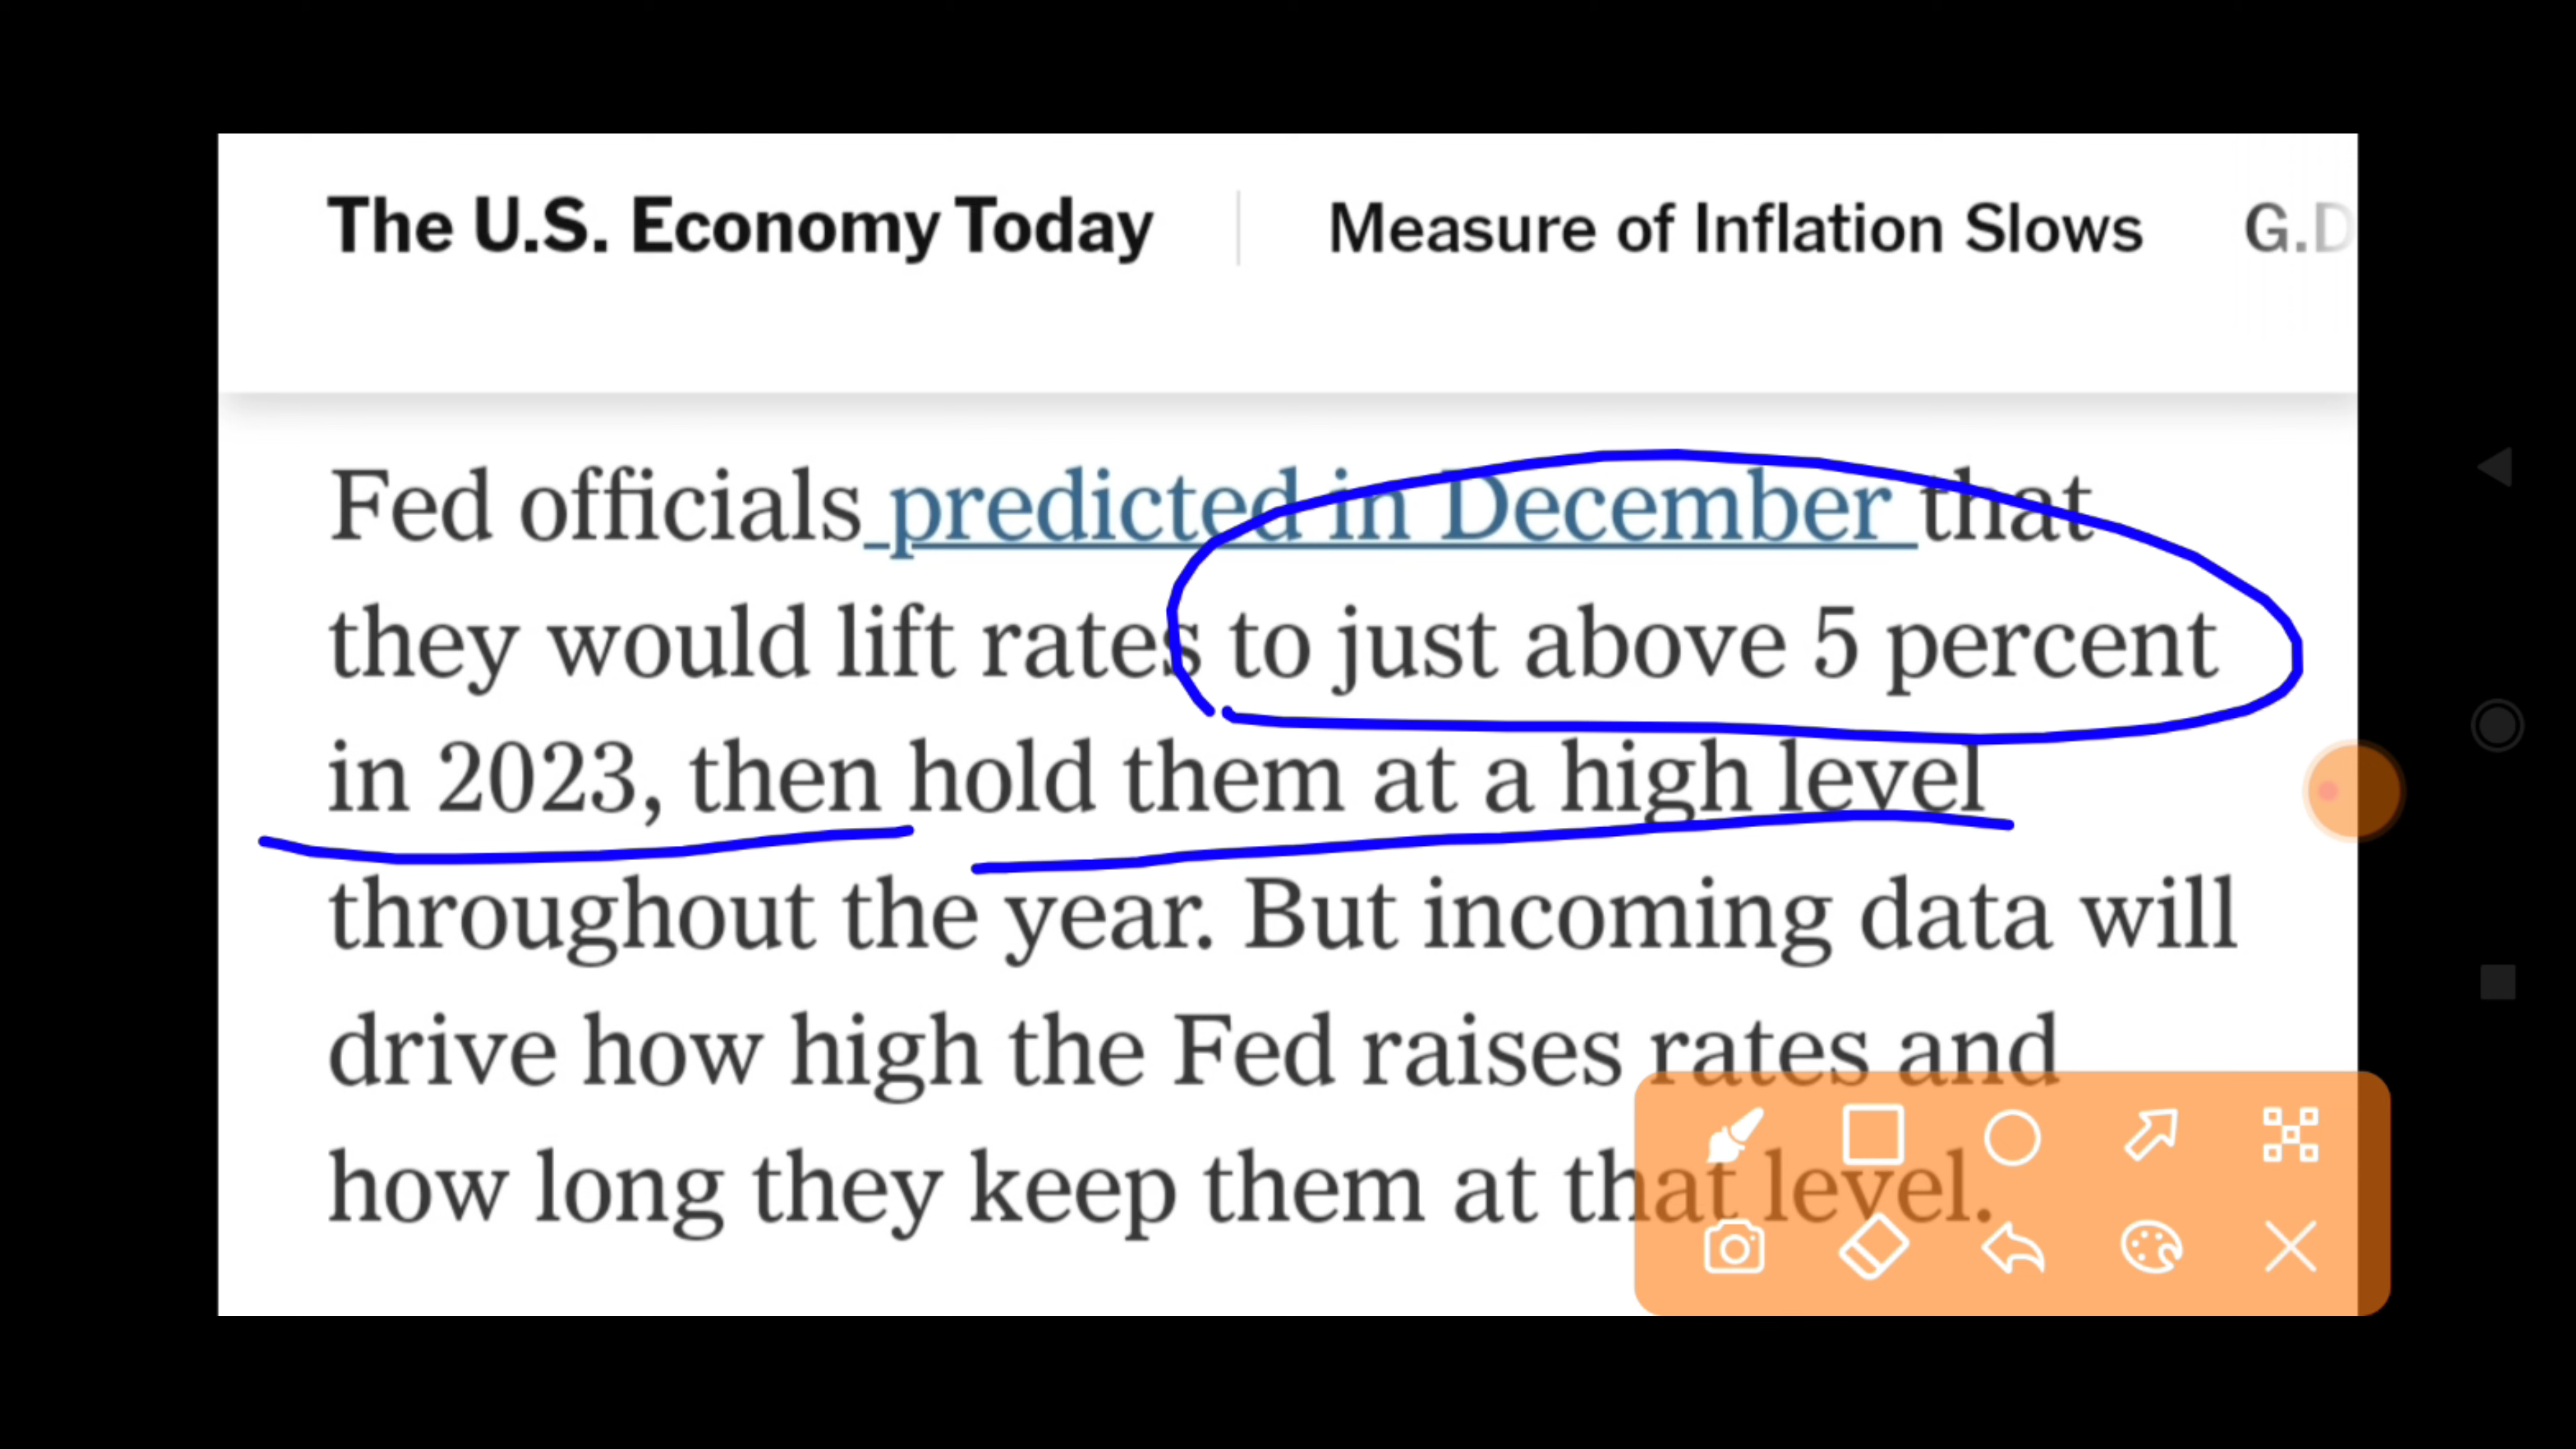 The U.S. Economy Today
Measure of Inflation Slows
G.D
Fed officials predicted in December that
they would lift rates to just above 5 percent
in 2023, then hold them at a high level
throughout the year. But incoming data will
drive how high the Fed raises rates and
how long they keep them at that level.